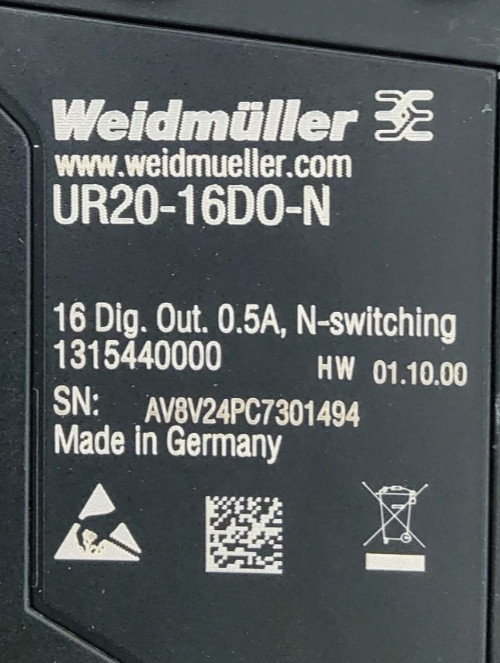 Weidmüller
www.weidmueller.com
UR20-16DO-N
16 Dig. Out. 0.5A, N-switching
1315440000 HW 01.10.00
SN: AV8V24PC7301494
Made in Germany